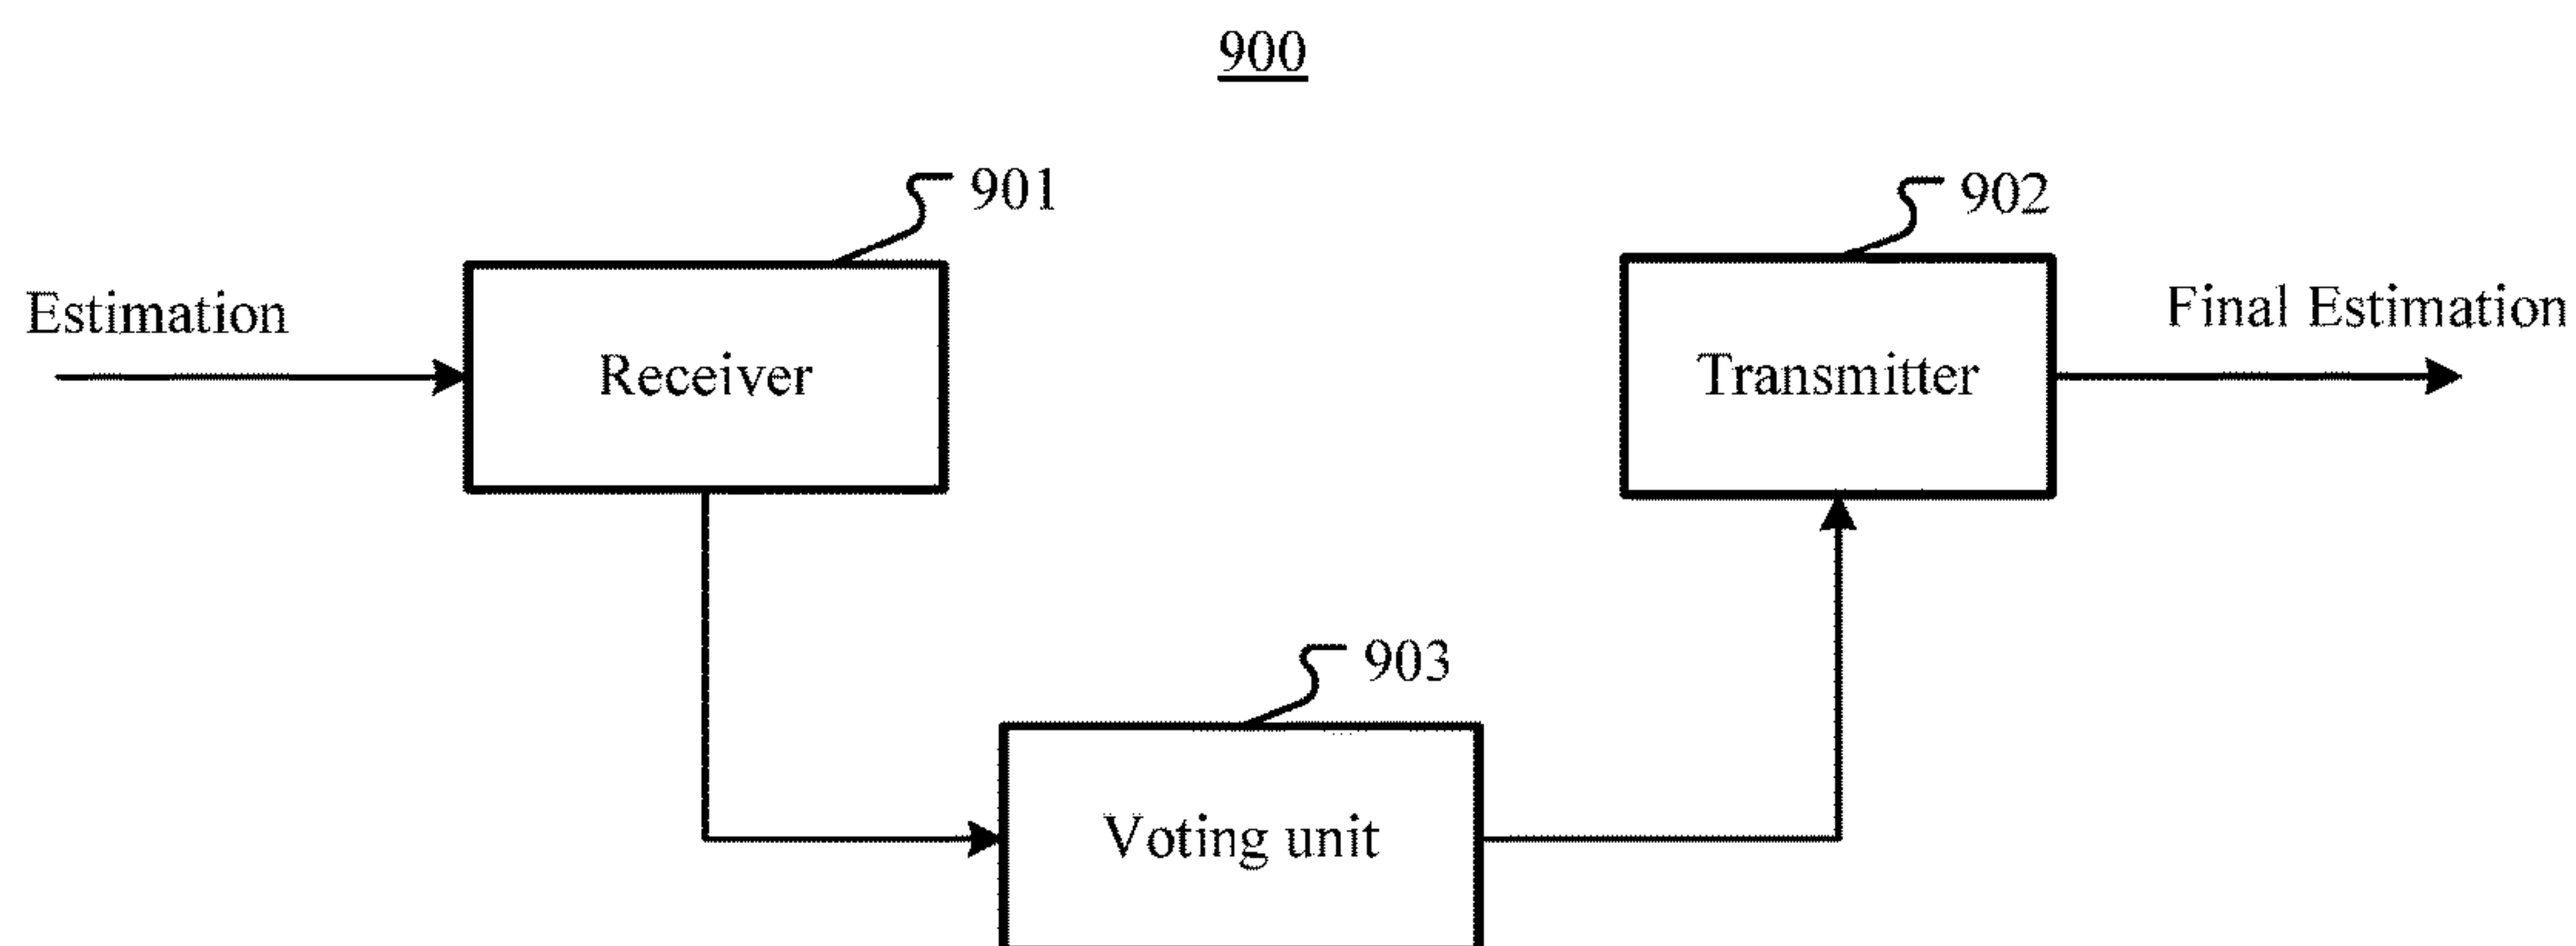 900
901
902
Estimation
Receiver
Transmitter
Final Estimation
903
Voting unit